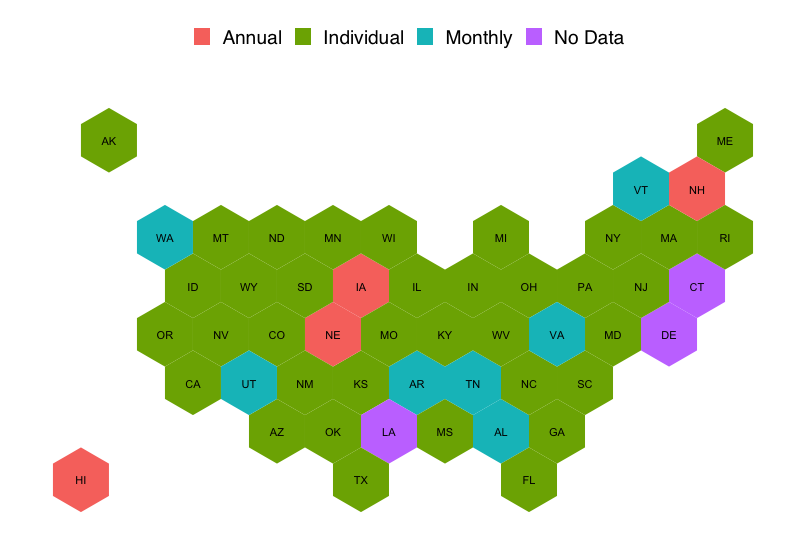 Annual Individual Monthly No Data
AK ME
VT NH
WA MT ND MN WI MI NY MA RI
ID WY SD IA IL IN OH PA NJ CT
OR NV CO NE MO KY WV VA MD DE
CA UT NM KS AR TN NC SC
AZ OK LA MS AL GA
HI TX FL